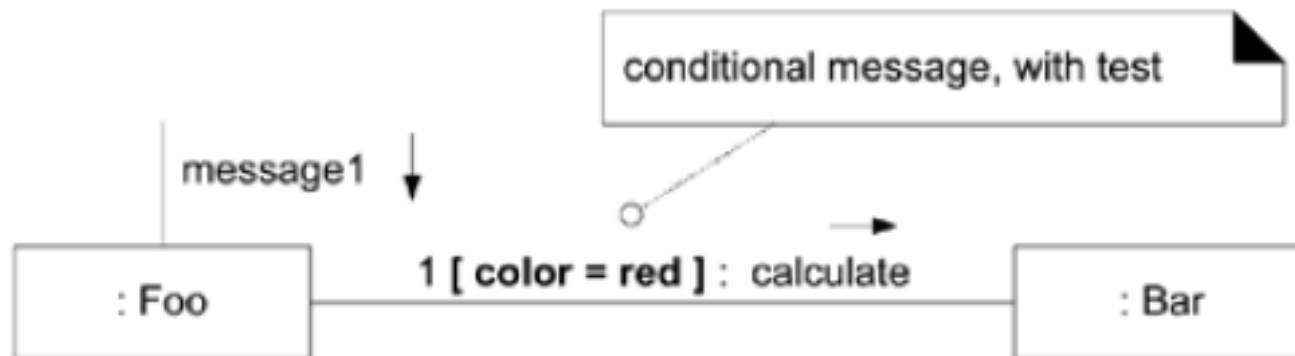 conditional message, with test
message1
1 [ color = red ] : calculate
: Foo
: Bar